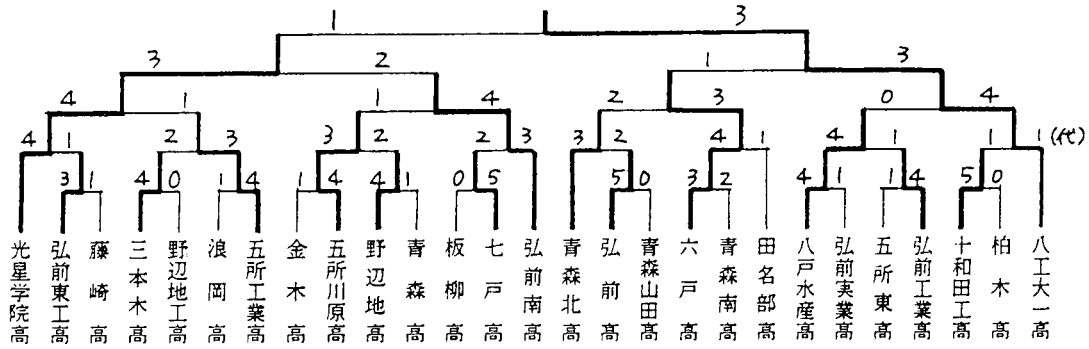 1 3
3 2 1 3
4 1 1 4 2 3 0 4
4 1 2 3 3 2 2 3 3 2 4 1 4 1 1 1(代)
3 1 4 0 1 4 1 4 4 1 0 5 5 0 3 2 4 1 1 4 5 0
光星学院高
弘前東工高
藤崎高
三本木高
野辺地工高
浪岡高
五所工業高
金木高
五所川原高
野辺地高
青森高
板柳高
七戸高
弘前南高
青森北高
弘前高
青森山田高
六戸高
青森南高
田名部高
八戸水産高
弘前実業高
五所東高
弘前工業高
十和田工高
柏木高
八工大一高